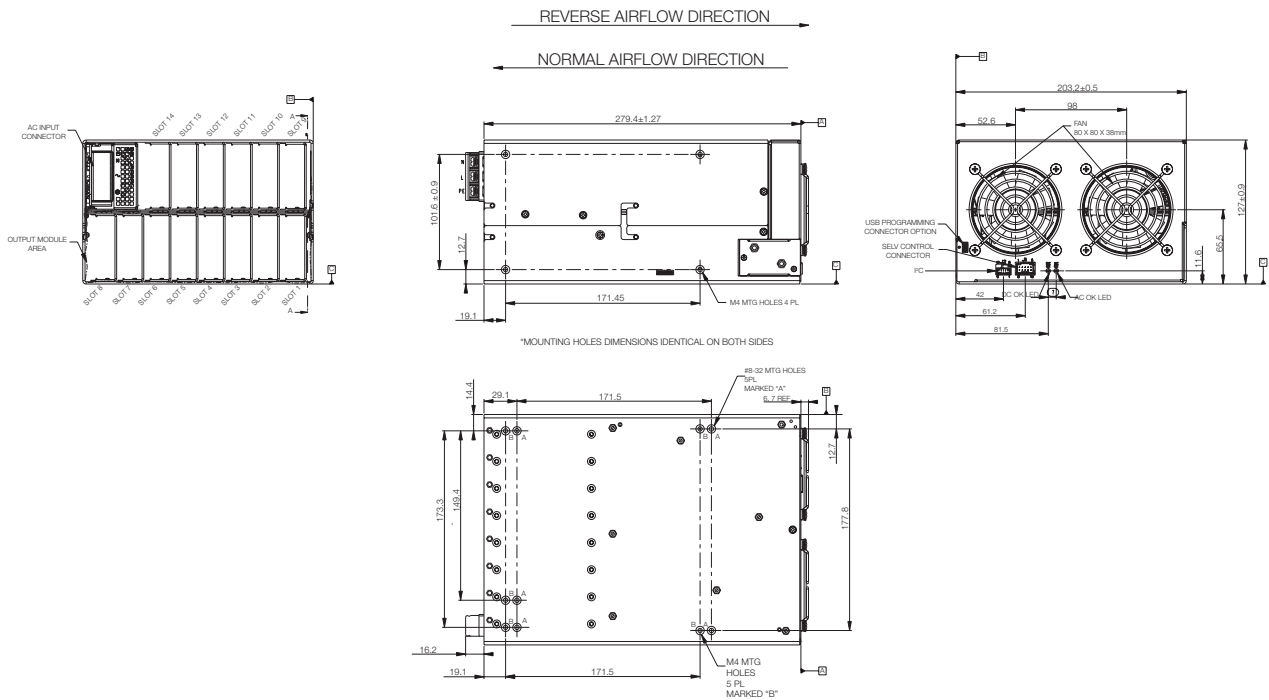 REVERSE AIRFLOW DIRECTION
NORMAL AIRFLOW DIRECTION
B
A
AC INPUT
CONNECTOR
SLOT 14
SLOT 13
SLOT 12
SLOT 11
SLOT 10
SLOT 9
OUTPUT MODULE
AREA
SLOT 8
SLOT 7
SLOT 6
SLOT 5
SLOT 4
SLOT 3
SLOT 2
SLOT 1
A
C
279.4±1.27
A
N
L
PE
101.6 ±0.9
12.7
C
171.45
M4 MTG HOLES 4 PL
19.1
*MOUNTING HOLES DIMENSIONS IDENTICAL ON BOTH SIDES
B
203.2±0.5
98
52.6
FAN
80 X 80 X 38mm
127±0.9
65.5
11.6
USB PROGRAMMING
CONNECTOR OPTION
SELV CONTROL
CONNECTOR
I²C
42
DC OK LED
7
AC OK LED
61.2
81.5
C
#8-32 MTG HOLES
5PL
MARKED "A"
6.7 REF
B
14.4
29.1
171.5
B
A
B
A
12.7
173.3
149.4
177.8
B
A
B
A
B
A
16.2
19.1
171.5
M4 MTG
HOLES
5 PL
MARKED "B"
A